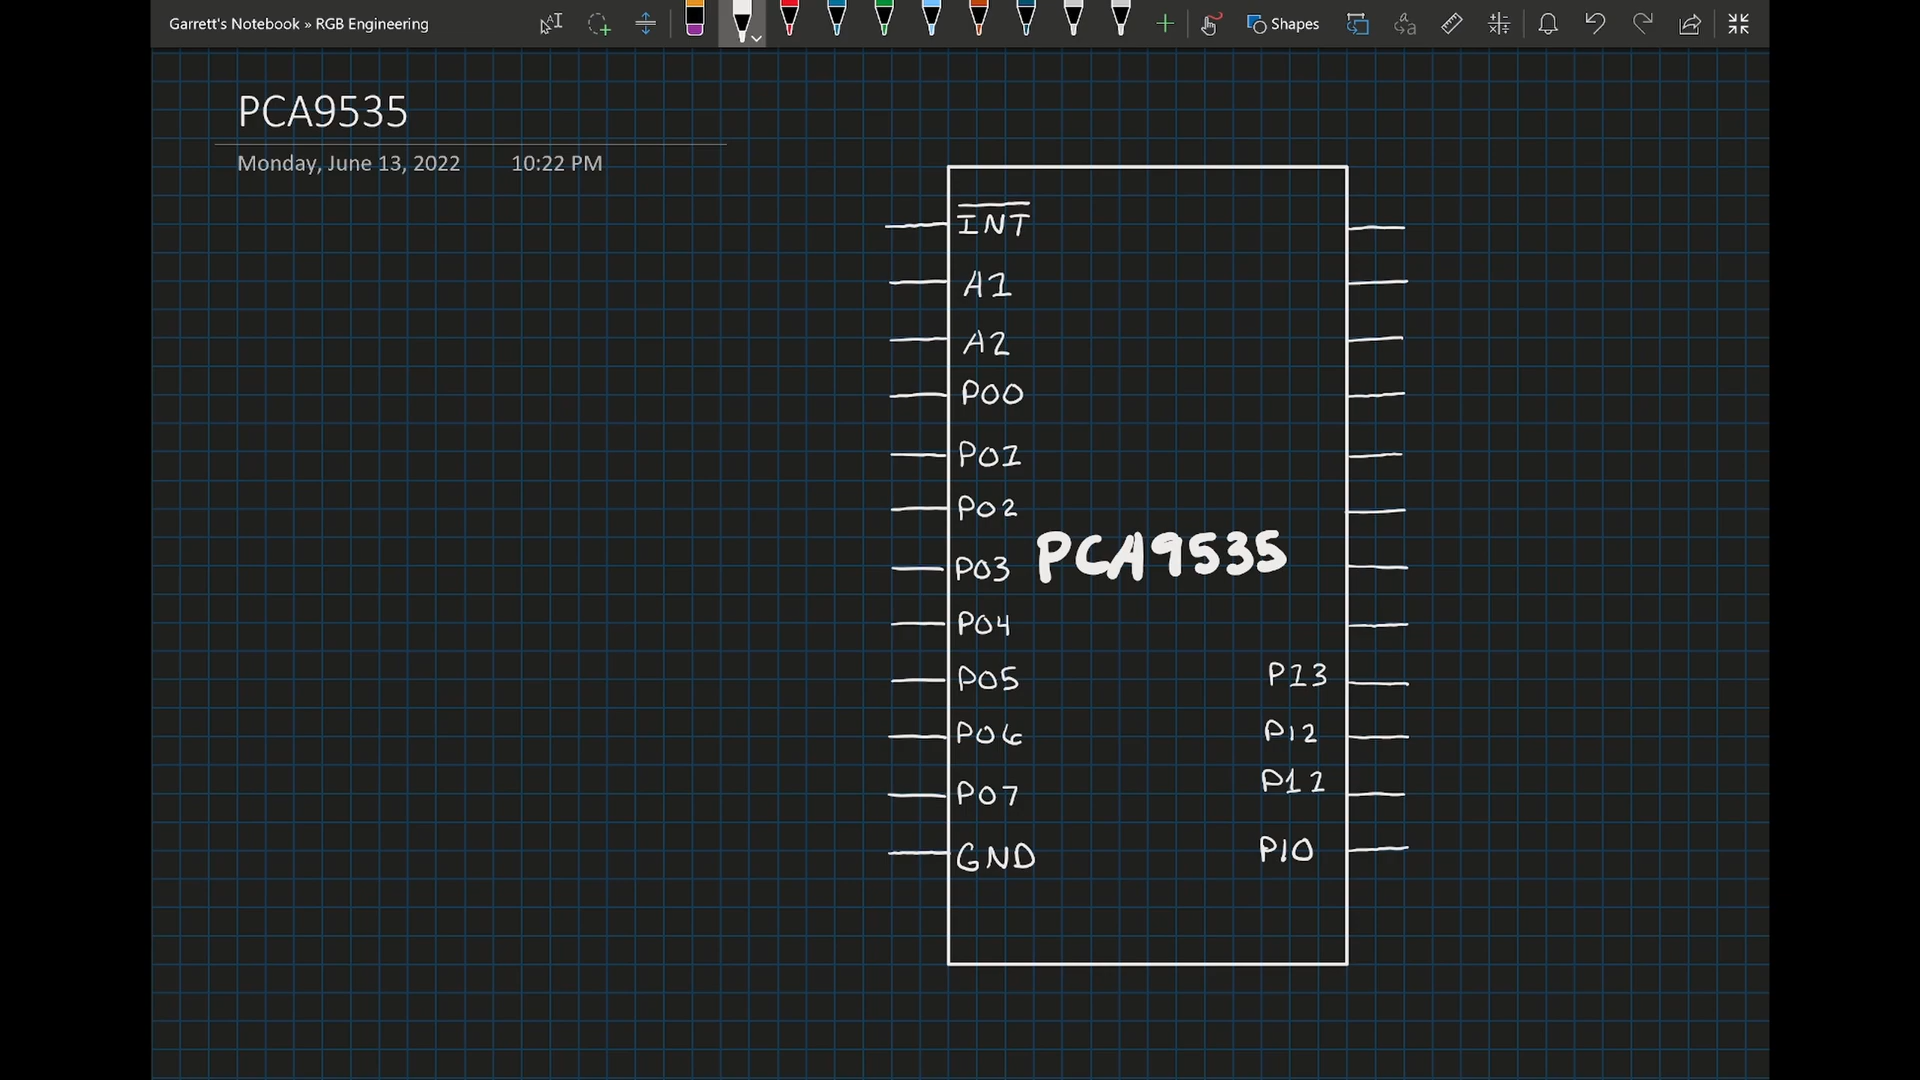 Garrett's Notebook » RGB Engineering
Shapes
PCA9535
Monday, June 13, 2022 10:22 PM
INT
A1
A2
P00
P01
P02
PCA9535
P03
P04
P05
P13
P06
P12
P07
P12
GND
P10